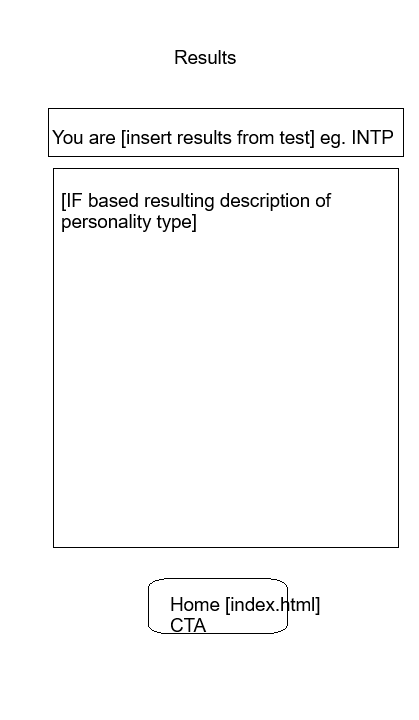 Results
You are [insert results from test] eg. INTP
[IF based resulting description of
personality type]
Home [index.html]
CTA